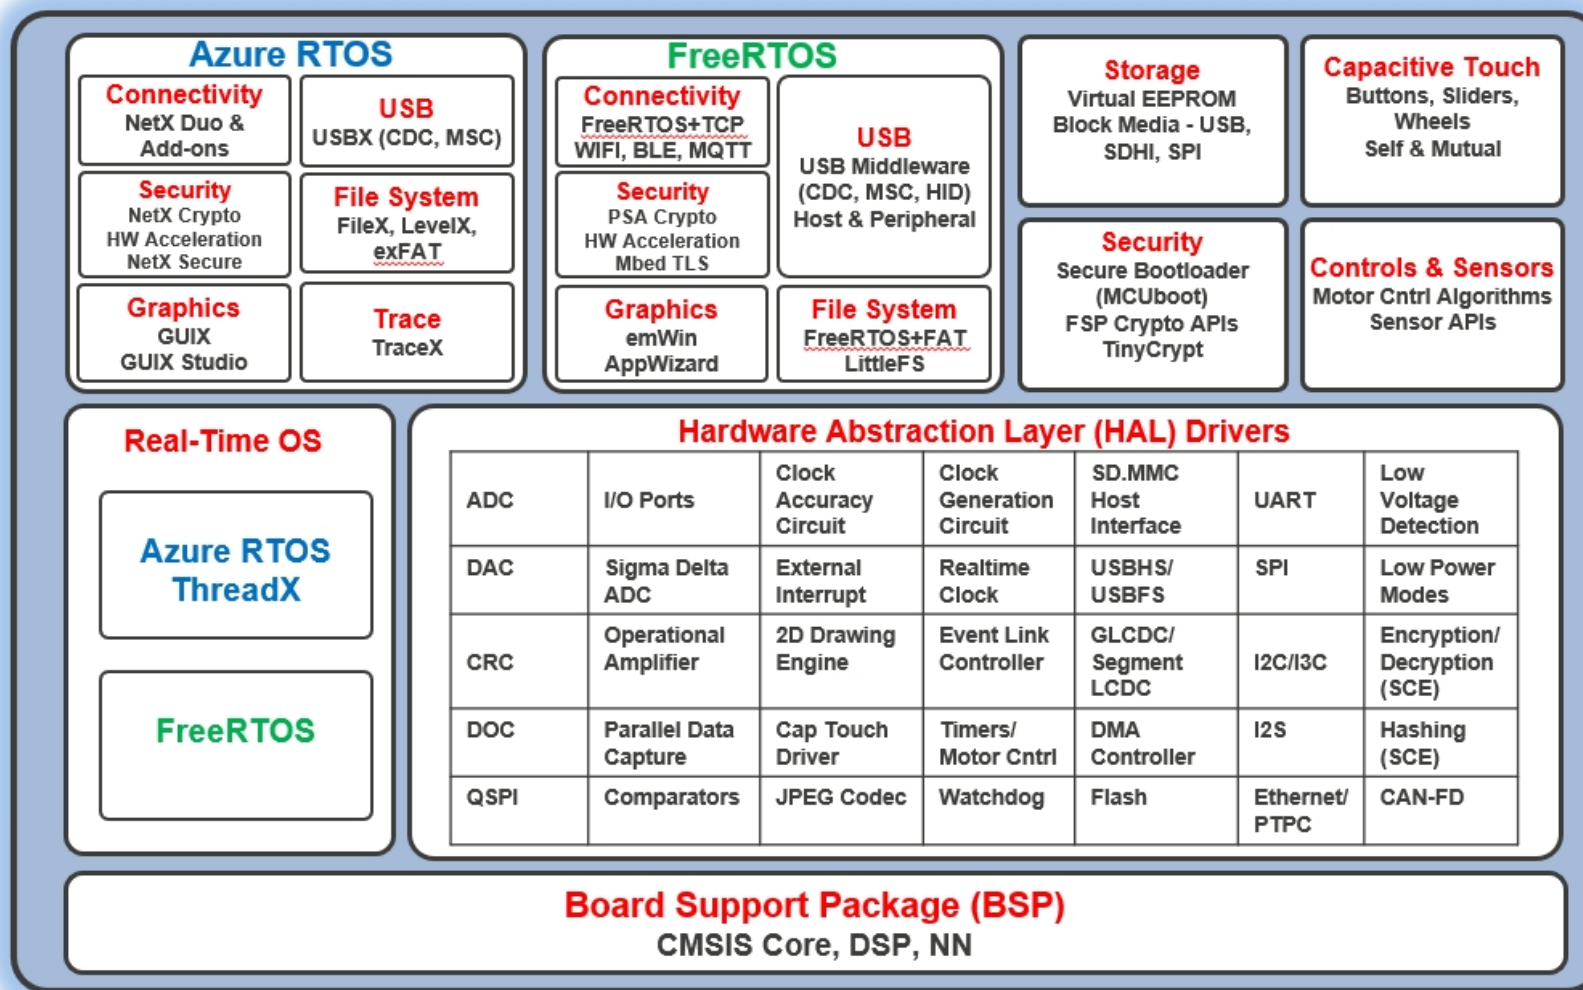 Azure RTOS
Connectivity
NetX Duo &
Add-ons
USB
USBX (CDC, MSC)
Security
NetX Crypto
HW Acceleration
NetX Secure
File System
FileX, LevelX,
exFAT
Graphics
GUIX
GUIX Studio
Trace
TraceX
FreeRTOS
Connectivity
FreeRTOS+TCP
WIFI, BLE, MQTT
Security
PSA Crypto
HW Acceleration
Mbed TLS
USB
USB Middleware
(CDC, MSC, HID)
Host & Peripheral
Graphics
emWin
AppWizard
File System
FreeRTOS+FAT
LittleFS
Storage
Virtual EEPROM
Block Media - USB,
SDHI, SPI
Capacitive Touch
Buttons, Sliders,
Wheels
Self & Mutual
Security
Secure Bootloader
(MCUboot)
FSP Crypto APIs
TinyCrypt
Controls & Sensors
Motor Cntrl Algorithms
Sensor APIs
Real-Time OS
Azure RTOS
ThreadX
FreeRTOS
Hardware Abstraction Layer (HAL) Drivers
ADC
I/O Ports
Clock
Accuracy
Circuit
Clock
Generation
Circuit
SD.MMC
Host
Interface
UART
Low
Voltage
Detection
DAC
Sigma Delta
ADC
External
Interrupt
Realtime
Clock
USBHS/
USBFS
SPI
Low Power
Modes
CRC
Operational
Amplifier
2D Drawing
Engine
Event Link
Controller
GLCDC/
Segment
LCDC
I2C/I3C
Encryption/
Decryption
(SCE)
DOC
Parallel Data
Capture
Cap Touch
Driver
Timers/
Motor Cntrl
DMA
Controller
I2S
Hashing
(SCE)
QSPI
Comparators
JPEG Codec
Watchdog
Flash
Ethernet/
PTPC
CAN-FD
Board Support Package (BSP)
CMSIS Core, DSP, NN